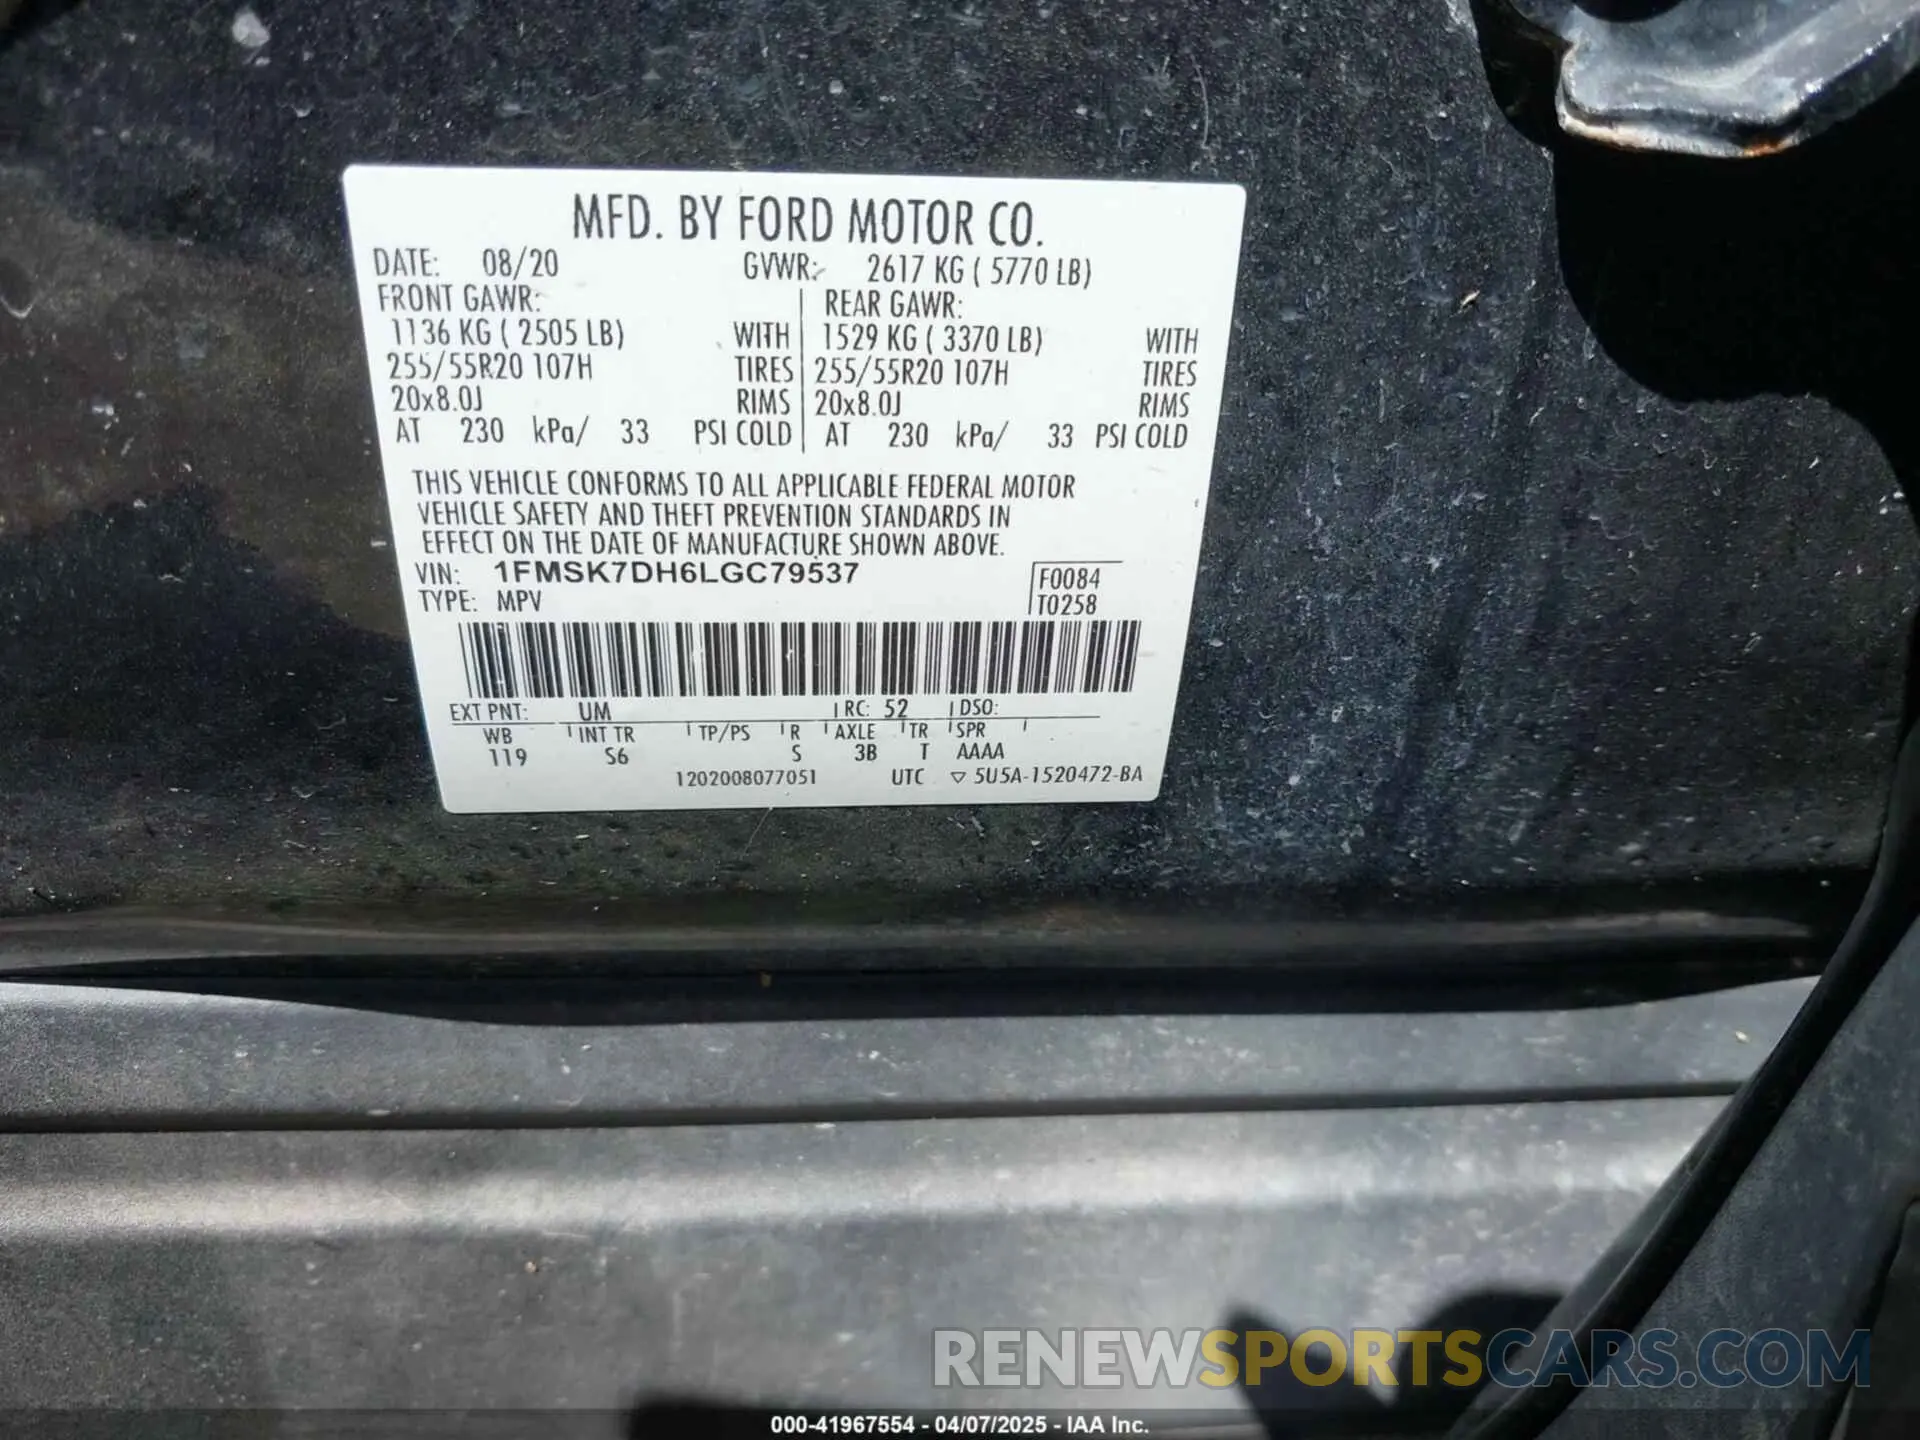 MFD. BY FORD MOTOR CO.
DATE: 08/20 GVWR: 2617 KG ( 5770 LB)
FRONT GAWR: REAR GAWR:
1136 KG ( 2505 LB) WITH 1529 KG ( 3370 LB) WITH
255/55R20 107H TIRES 255/55R20 107H TIRES
20x8.0J RIMS 20x8.0J RIMS
AT 230 kPa/ 33 PSI COLD AT 230 kPa/ 33 PSI COLD
THIS VEHICLE CONFORMS TO ALL APPLICABLE FEDERAL MOTOR
VEHICLE SAFETY AND THEFT PREVENTION STANDARDS IN
EFFECT ON THE DATE OF MANUFACTURE SHOWN ABOVE.
VIN: 1FMSK7DH6LGC79537 F0084
TYPE: MPV T0258
EXT PNT: UM RC: 52 DSO:
WB INT TR TP/PS R AXLE TR SPR
119 S6 S 3B T AAAA
1202008077051 UTC ▽ 5U5A-1520472-BA
RENEWSPORTSCARS.COM
000-41967554 - 04/07/2025 - IAA Inc.